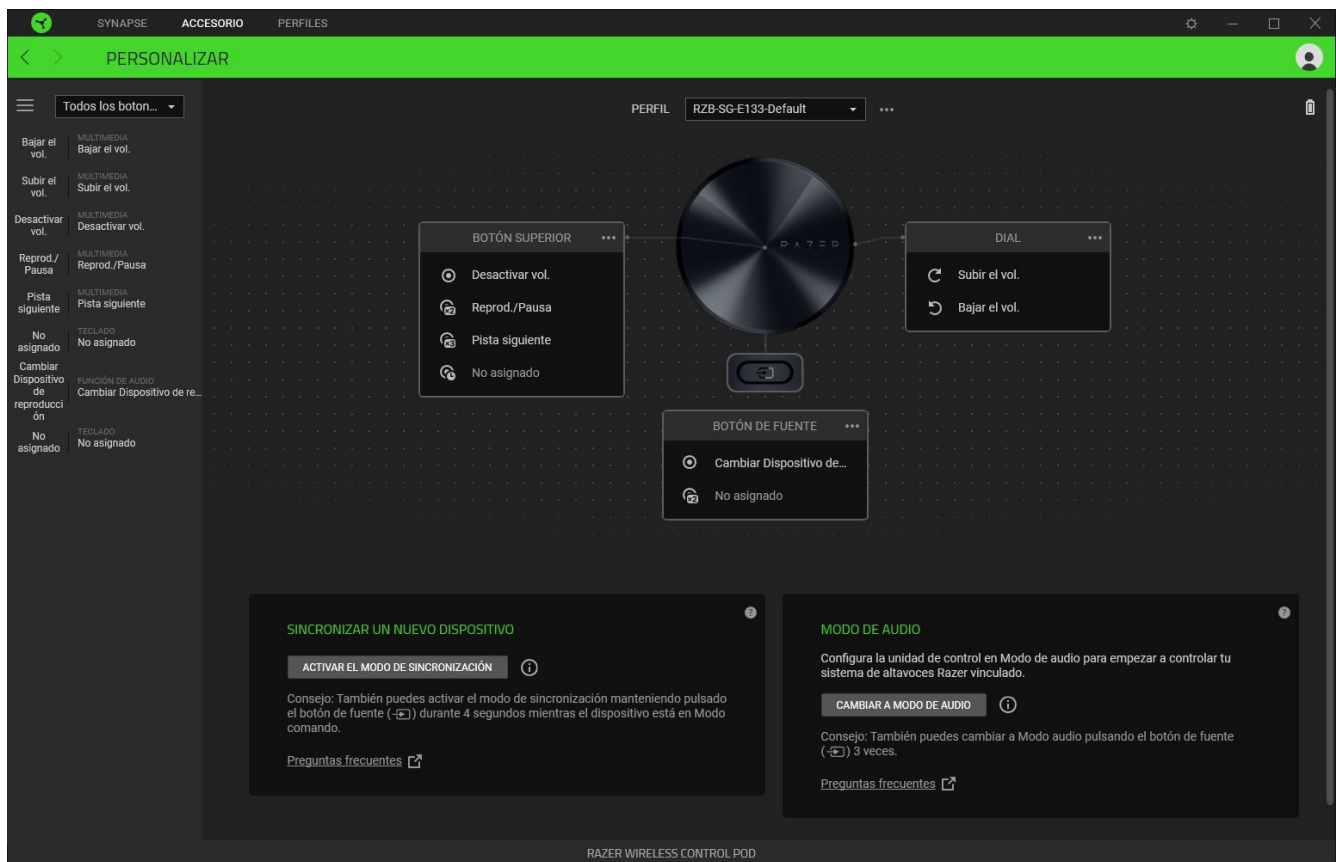 SYNAPSE ACCESORIO PERFILES
PERSONALIZAR
Todos los boton...
PERFIL RZB-SG-E133-Default
Bajar el vol.
MULTIMEDIA
Bajar el vol.
Subir el vol.
MULTIMEDIA
Subir el vol.
Desactivar vol.
MULTIMEDIA
Desactivar vol.
Reprod./
Pausa
MULTIMEDIA
Reprod./Pausa
Pista
siguiente
MULTIMEDIA
Pista siguiente
No
asignado
TECLADO
No asignado
Cambiar
Dispositivo
de
reproducci
ón
FUNCIÓN DE AUDIO
Cambiar Dispositivo de re...
No
asignado
TECLADO
No asignado
BOTÓN SUPERIOR
Desactivar vol.
x2 Reprod./Pausa
x3 Pista siguiente
No asignado
RAZER
DIAL
Subir el vol.
Bajar el vol.
BOTÓN DE FUENTE
Cambiar Dispositivo de...
x2 No asignado
SINCRONIZAR UN NUEVO DISPOSITIVO
ACTIVAR EL MODO DE SINCRONIZACIÓN
Consejo: También puedes activar el modo de sincronización manteniendo pulsado
el botón de fuente ( ) durante 4 segundos mientras el dispositivo está en Modo
comando.
Preguntas frecuentes
MODO DE AUDIO
Configura la unidad de control en Modo de audio para empezar a controlar tu
sistema de altavoces Razer vinculado.
CAMBIAR A MODO DE AUDIO
Consejo: También puedes cambiar a Modo audio pulsando el botón de fuente
( ) 3 veces.
Preguntas frecuentes
RAZER WIRELESS CONTROL POD